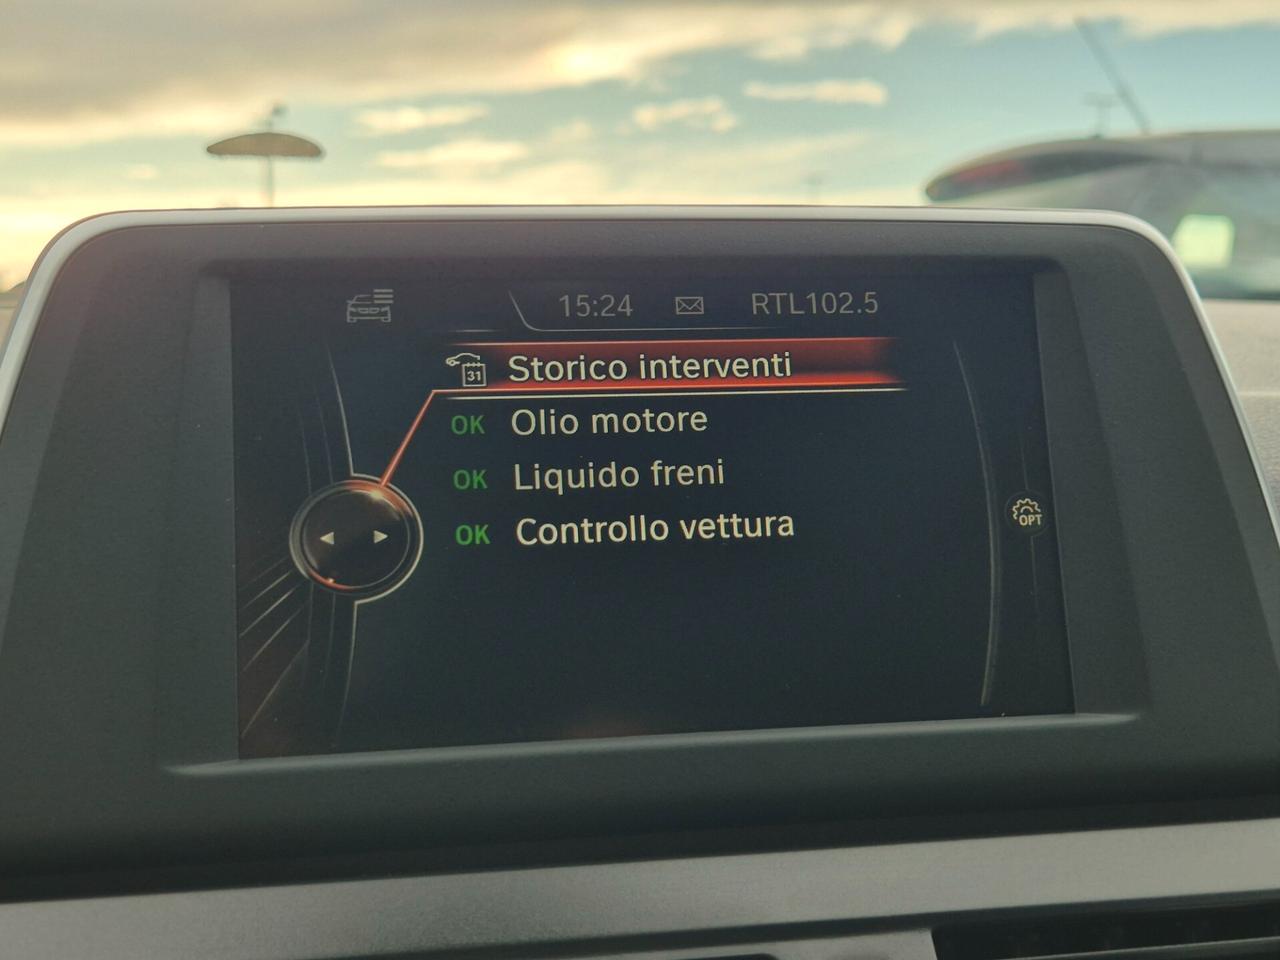 15:24 RTL102.5
31 Storico interventi
OK Olio motore
OK Liquido freni
OK Controllo vettura
OPT